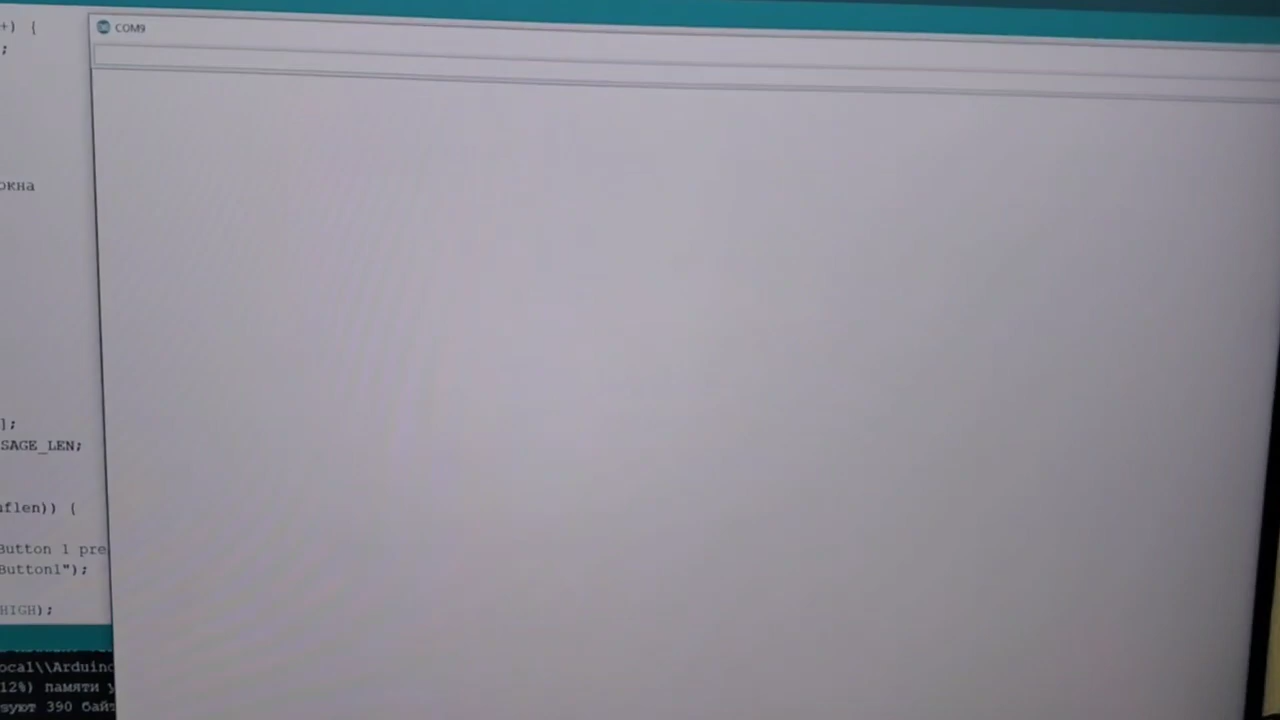 +) {
COM9
;
окна
];
SAGE_LEN;
flen)) {
Button 1 pre
Button1");
HIGH);
ocal\\Arduino
12%) памяти
зуют 390 байт